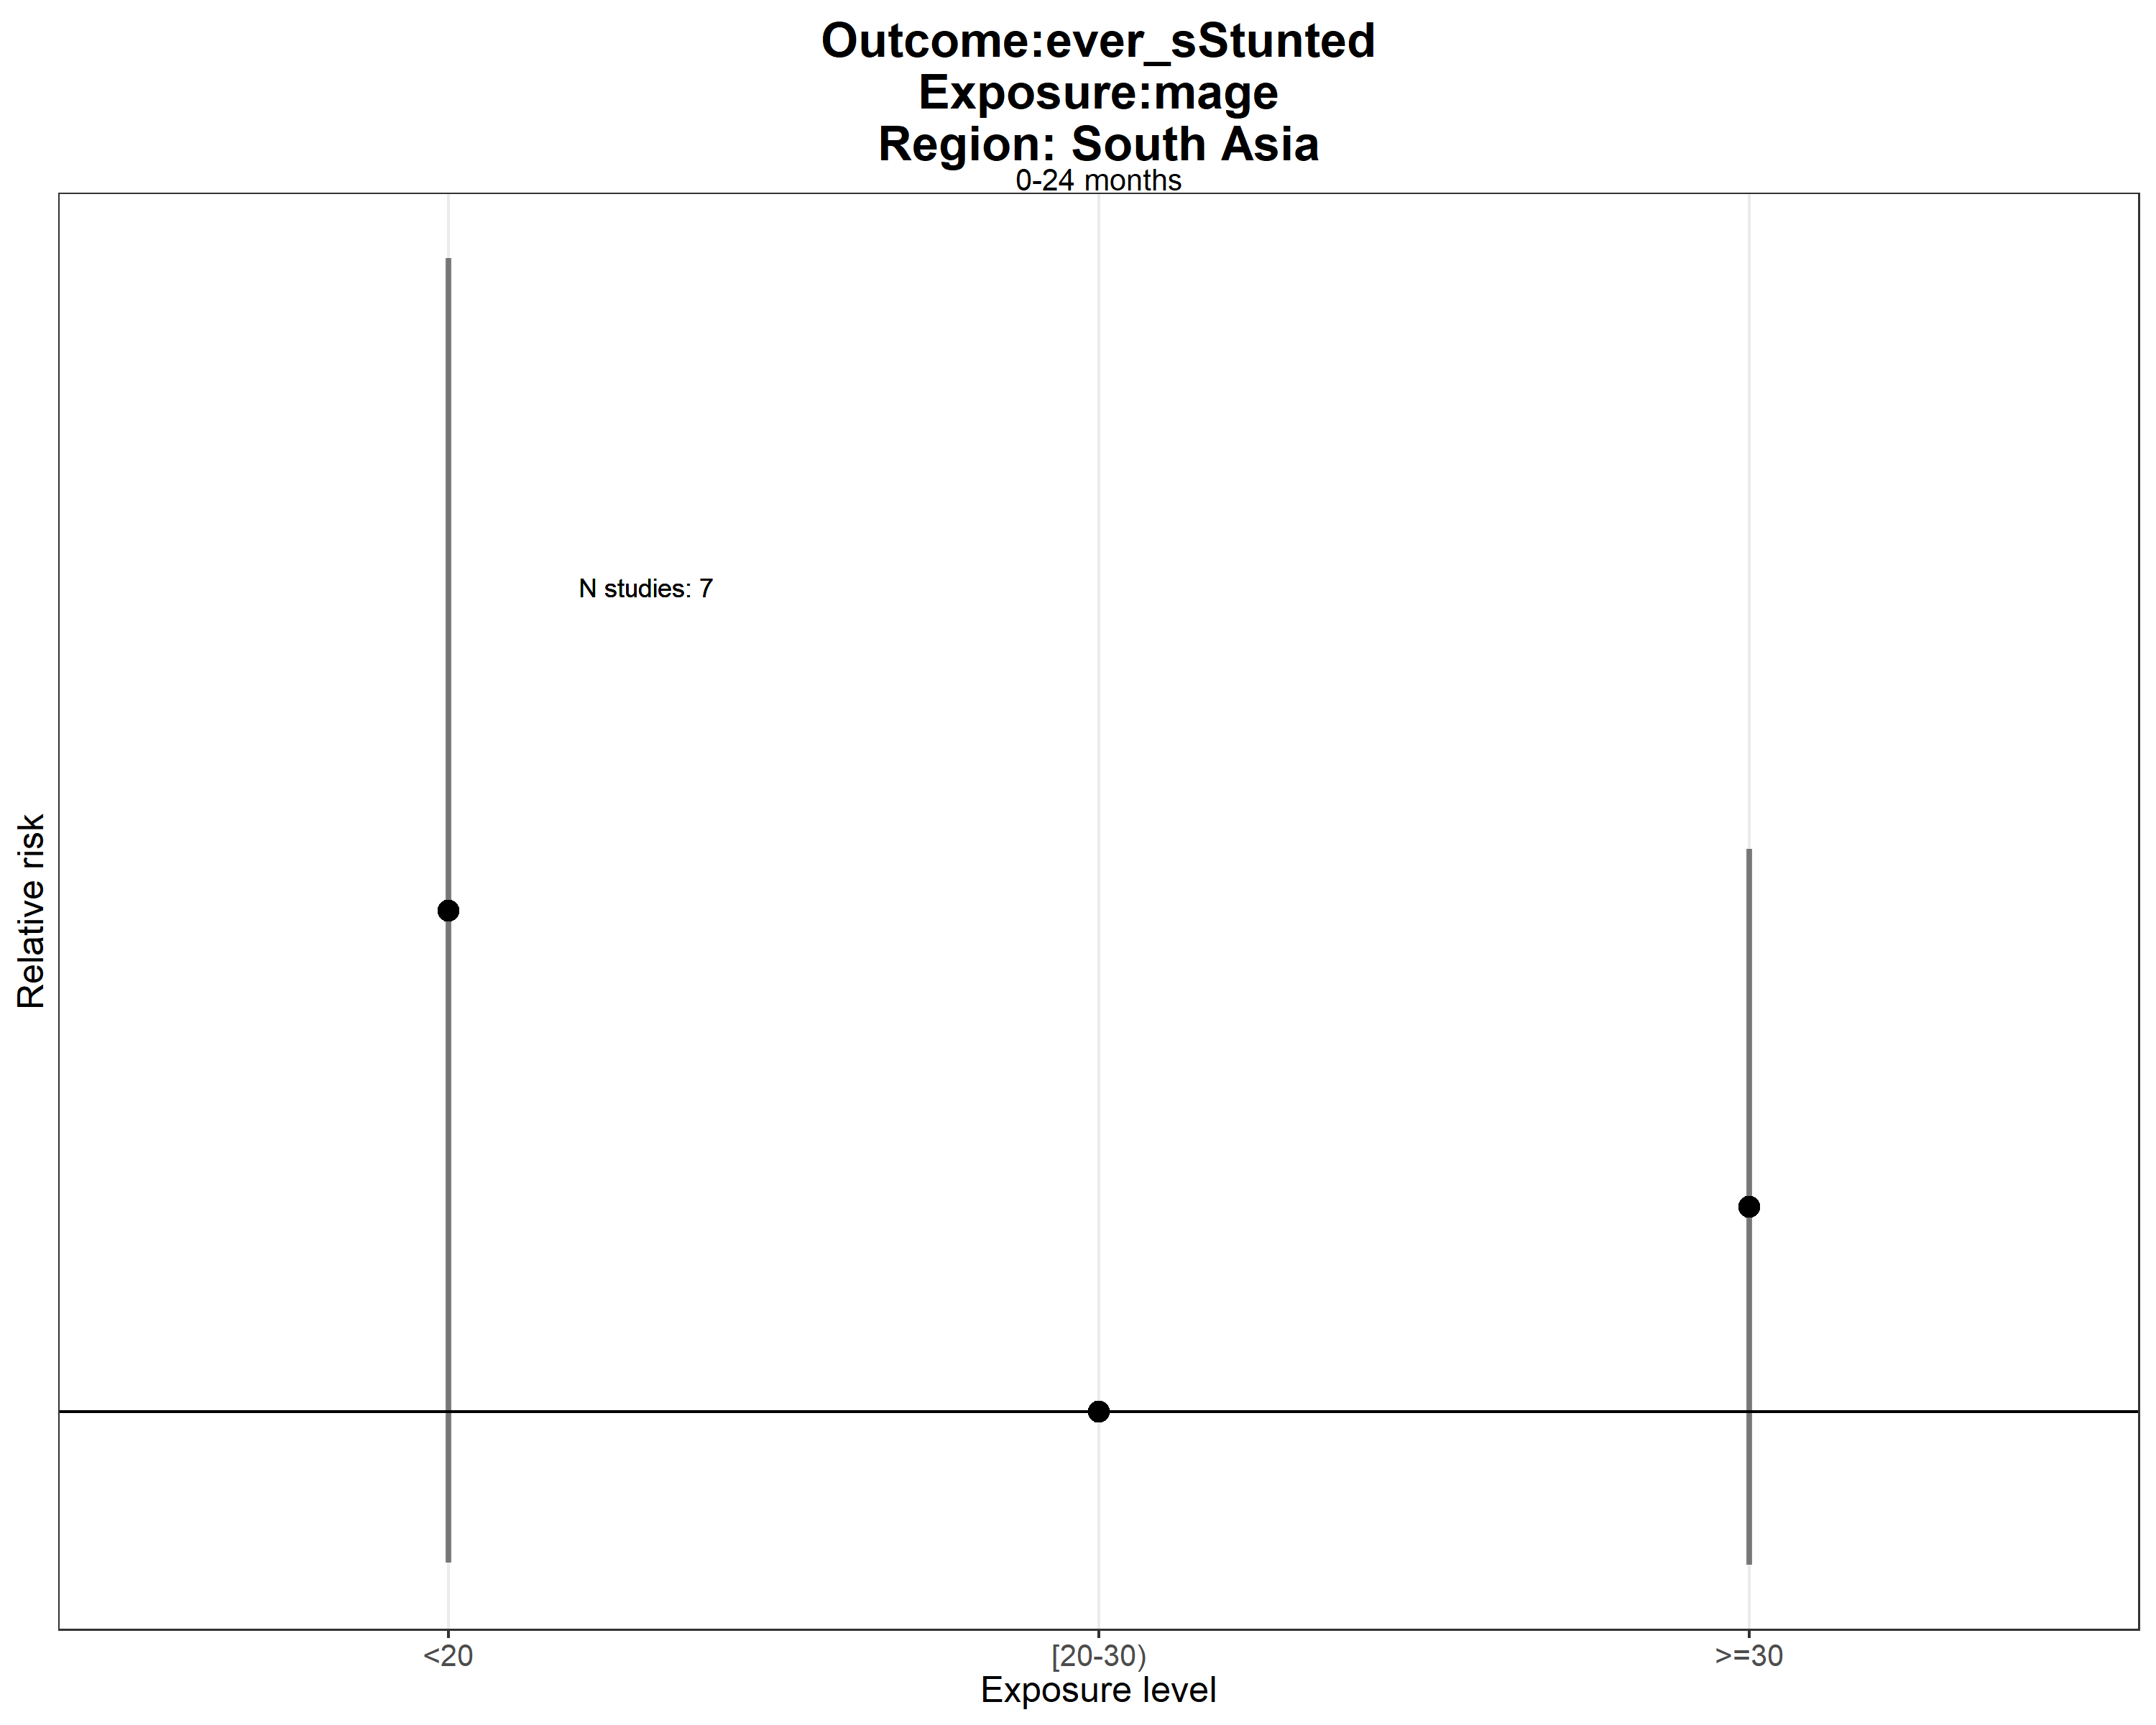 Outcome:ever_sStunted
Exposure:mage
Region: South Asia
0-24 months
N studies: 7
Relative risk
<20
[20-30)
>=30
Exposure level